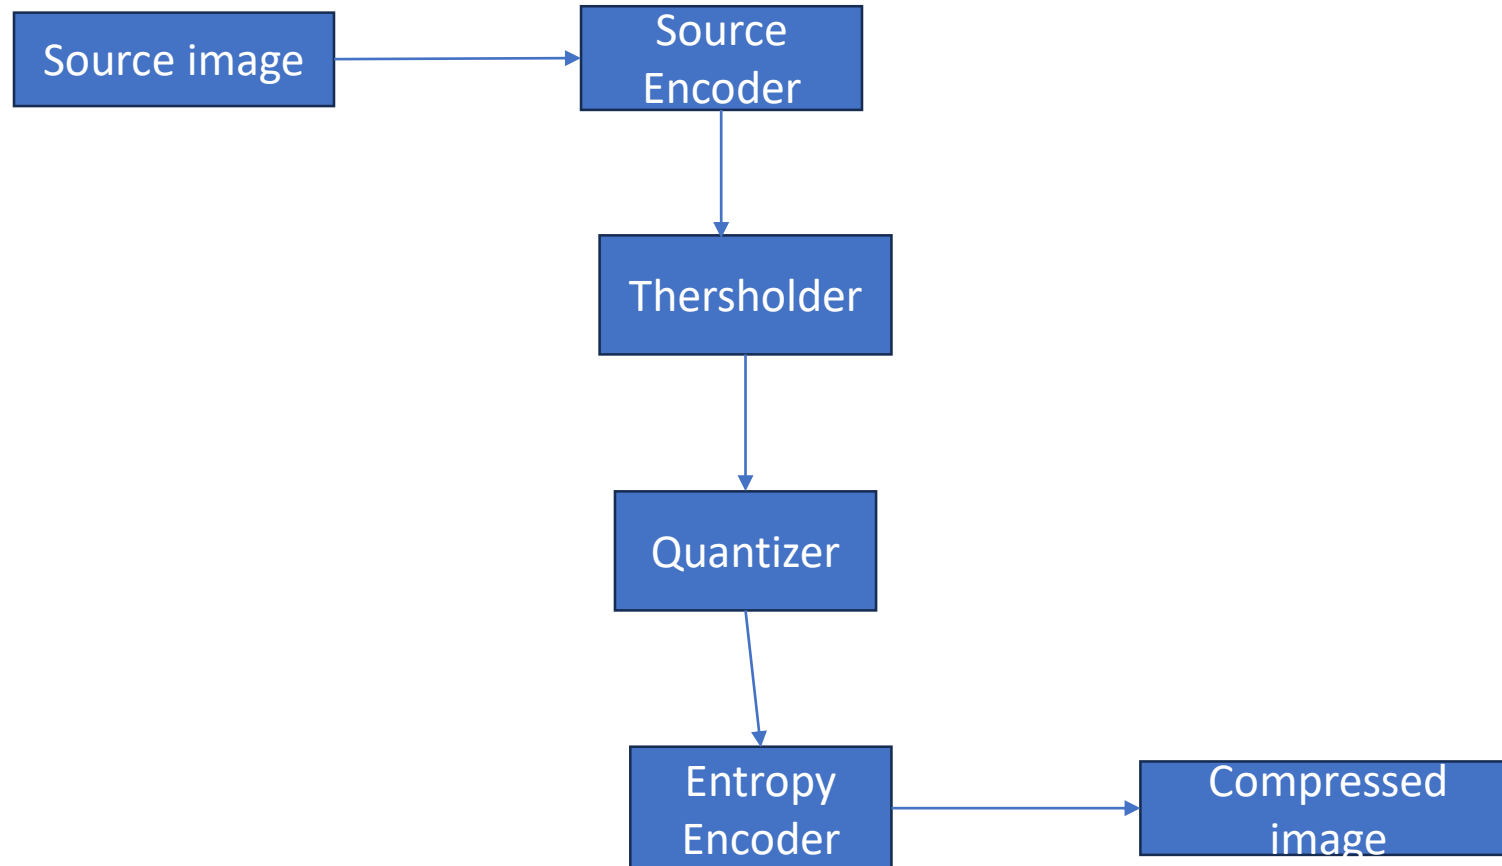 Source image
Source
Encoder
Thersholder
Quantizer
Entropy
Encoder
Compressed
image